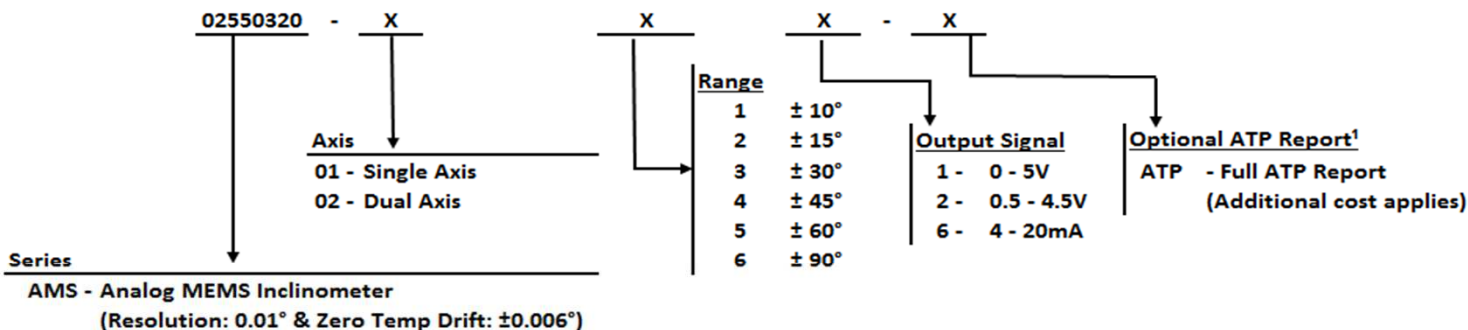 02550320 - X X X - X
Range
1 ± 10°
2 ± 15°
3 ± 30°
4 ± 45°
5 ± 60°
6 ± 90°
Axis
01 - Single Axis
02 - Dual Axis
Output Signal
1 - 0 - 5V
2 - 0.5 - 4.5V
6 - 4 - 20mA
Optional ATP Report¹
ATP - Full ATP Report
(Additional cost applies)
Series
AMS - Analog MEMS Inclinometer
(Resolution: 0.01° & Zero Temp Drift: ±0.006°)